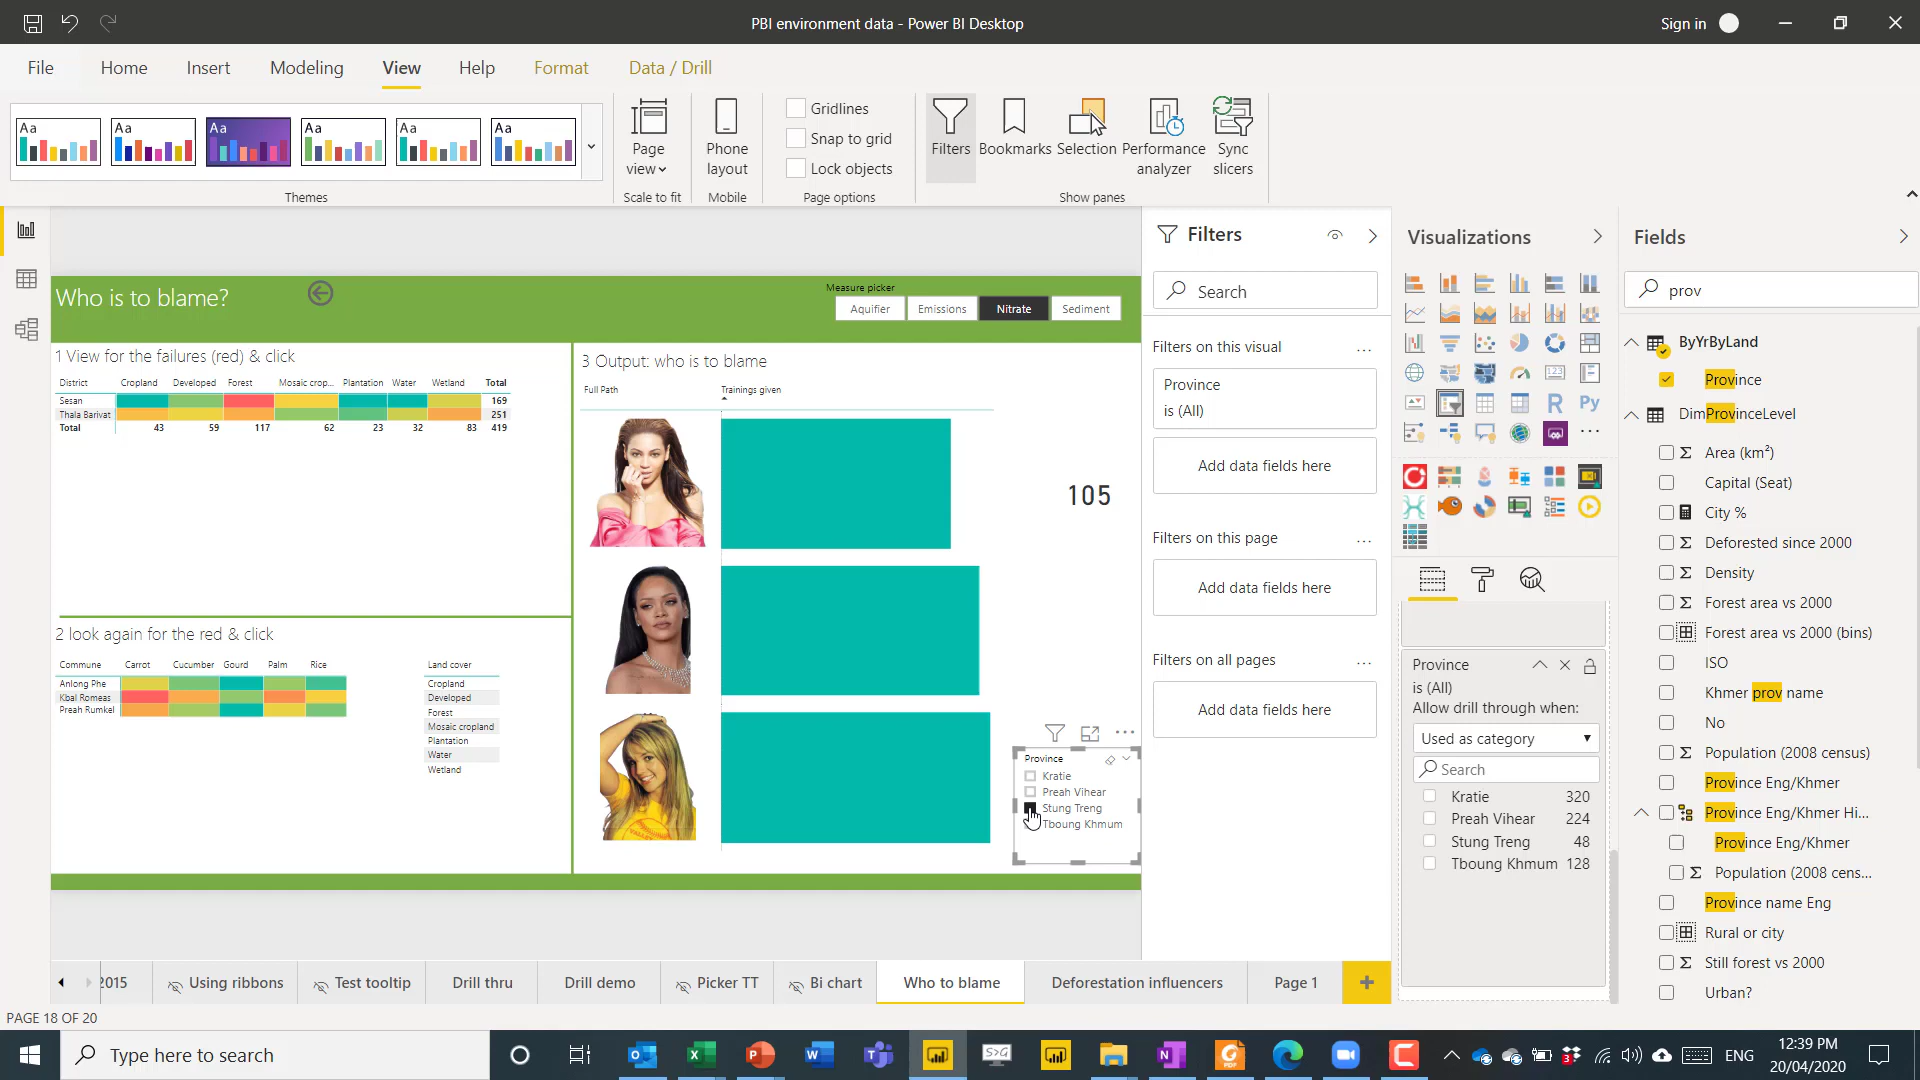 PBI environment data - Power BI Desktop
Sign in
File Home Insert Modeling View Help Format Data / Drill
Aa Aa Aa Aa Aa Aa
Themes
Page view
Scale to fit
Phone layout
Mobile
Gridlines
Snap to grid
Lock objects
Page options
Filters
Bookmarks
Selection
Performance analyzer
Sync slicers
Show panes
Who is to blame?
Measure picker
Aquifier Emissions Nitrate Sediment
1 View for the failures (red) & click
District Cropland Developed Forest Mosaic crop... Plantation Water Wetland Total
Sesan 169
Thala Barivat 251
Total 43 59 117 62 23 32 83 419
2 look again for the red & click
Commune Carrot Cucumber Gourd Palm Rice
Anlong Phe
Kbal Romeas
Preah Rumkel
Land cover
Cropland
Developed
Forest
Mosaic cropland
Plantation
Water
Wetland
3 Output: who is to blame
Full Path Trainings given
105
Province
Kratie
Preah Vihear
Stung Treng
Tboung Khmum
Filters
Search
Filters on this visual ...
Province
is (All)
Add data fields here
Filters on this page ...
Add data fields here
Filters on all pages ...
Add data fields here
Visualizations
123
R Py
...
Province
is (All)
Allow drill through when:
Used as category
Search
Kratie 320
Preah Vihear 224
Stung Treng 48
Tboung Khmum 128
Fields
prov
ByYrByLand
Province
DimProvinceLevel
Σ Area (km²)
Capital (Seat)
City %
Σ Deforested since 2000
Σ Density
Σ Forest area vs 2000
Forest area vs 2000 (bins)
ISO
Khmer prov name
No
Σ Population (2008 census)
Province Eng/Khmer
Province Eng/Khmer Hi...
Province Eng/Khmer
Σ Population (2008 cens...
Province name Eng
Rural or city
Σ Still forest vs 2000
Urban?
2015 Using ribbons Test tooltip Drill thru Drill demo Picker TT Bi chart Who to blame Deforestation influencers Page 1 +
PAGE 18 OF 20
Type here to search
S>G
ENG
12:39 PM
20/04/2020